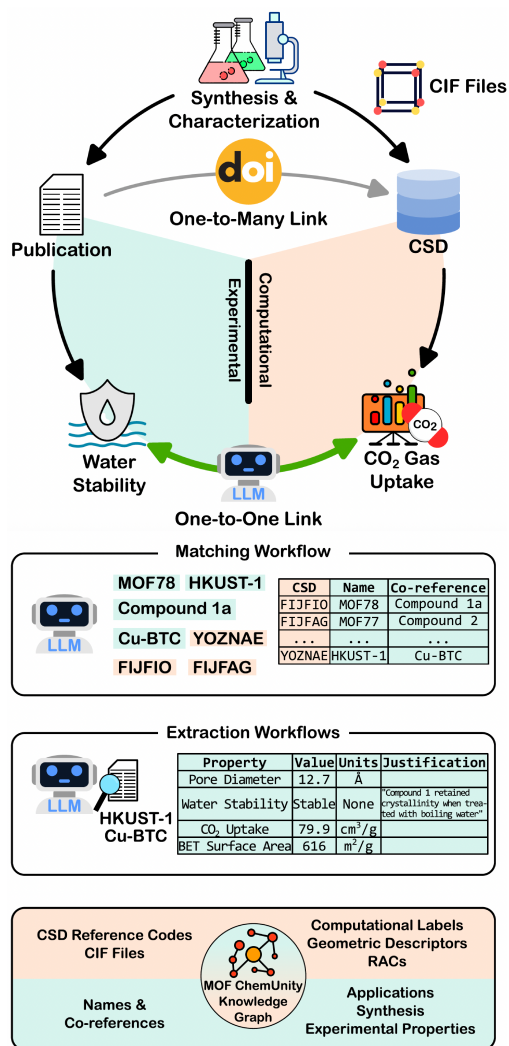 Synthesis &
Characterization
CIF Files
doi
One-to-Many Link
Publication
CSD
Experimental
Computational
Water
Stability
CO₂
CO₂ Gas
Uptake
LLM
One-to-One Link
Matching Workflow
MOF78 HKUST-1
Compound 1a
Cu-BTC YOZNAE
FIJFIO FIJFAG
LLM
CSD Name Co-reference
FIJFIO MOF78 Compound 1a
FIJFAG MOF77 Compound 2
... ... ...
YOZNAE HKUST-1 Cu-BTC
Extraction Workflows
LLM
HKUST-1
Cu-BTC
Property Value Units Justification
Pore Diameter 12.7 Å
Water Stability Stable None "Compound 1 retained
crystallinity when trea-
ted with boiling water"
CO₂ Uptake 79.9 cm³/g
BET Surface Area 616 m²/g
CSD Reference Codes
CIF Files
Computational Labels
Geometric Descriptors
RACs
MOF ChemUnity
Knowledge
Graph
Names &
Co-references
Applications
Synthesis
Experimental Properties